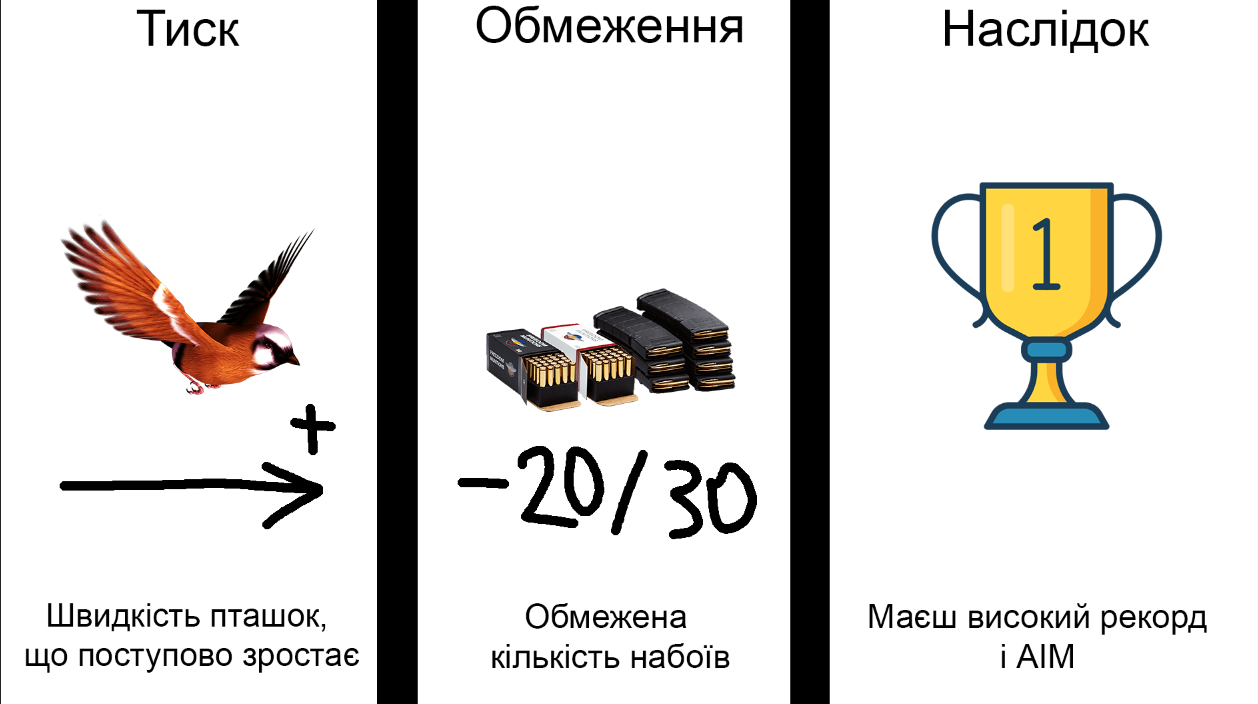 Тиск
Швидкість пташок,
що поступово зростає
Обмеження
-20/30
Обмежена
кількість набоїв
Наслідок
1
Маєш високий рекорд
і AIM